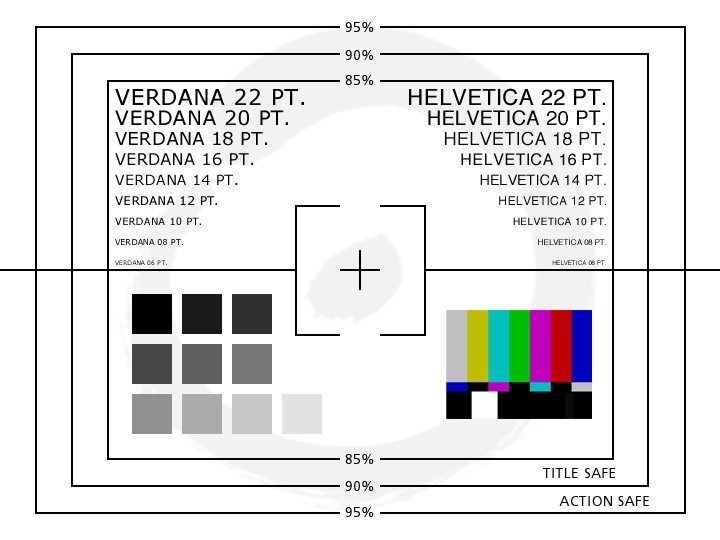 95%
90%
85%
VERDANA 22 PT.
VERDANA 20 PT.
VERDANA 18 PT.
VERDANA 16 PT.
VERDANA 14 PT.
VERDANA 12 PT.
VERDANA 10 PT.
VERDANA 08 PT.
VERDANA 06 PT.
HELVETICA 22 PT.
HELVETICA 20 PT.
HELVETICA 18 PT.
HELVETICA 16 PT.
HELVETICA 14 PT.
HELVETICA 12 PT.
HELVETICA 10 PT.
HELVETICA 08 PT.
HELVETICA 06 PT.
85%
TITLE SAFE
90%
ACTION SAFE
95%